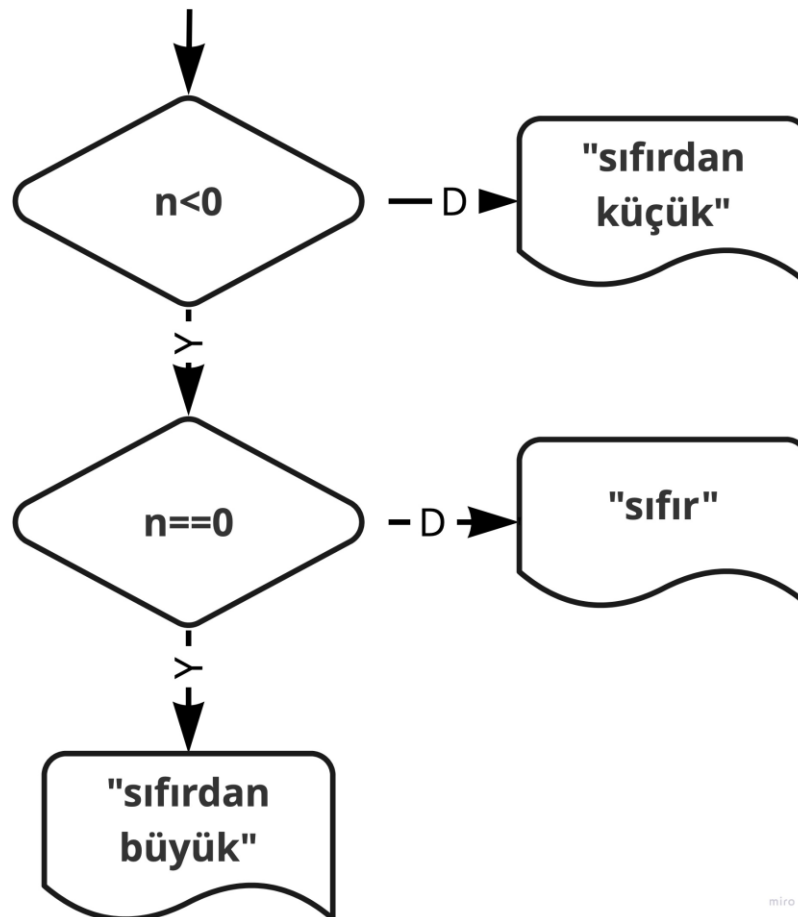 n<0
D
"sıfırdan
küçük"
Y
n==0
D
"sıfır"
Y
"sıfırdan
büyük"
miro